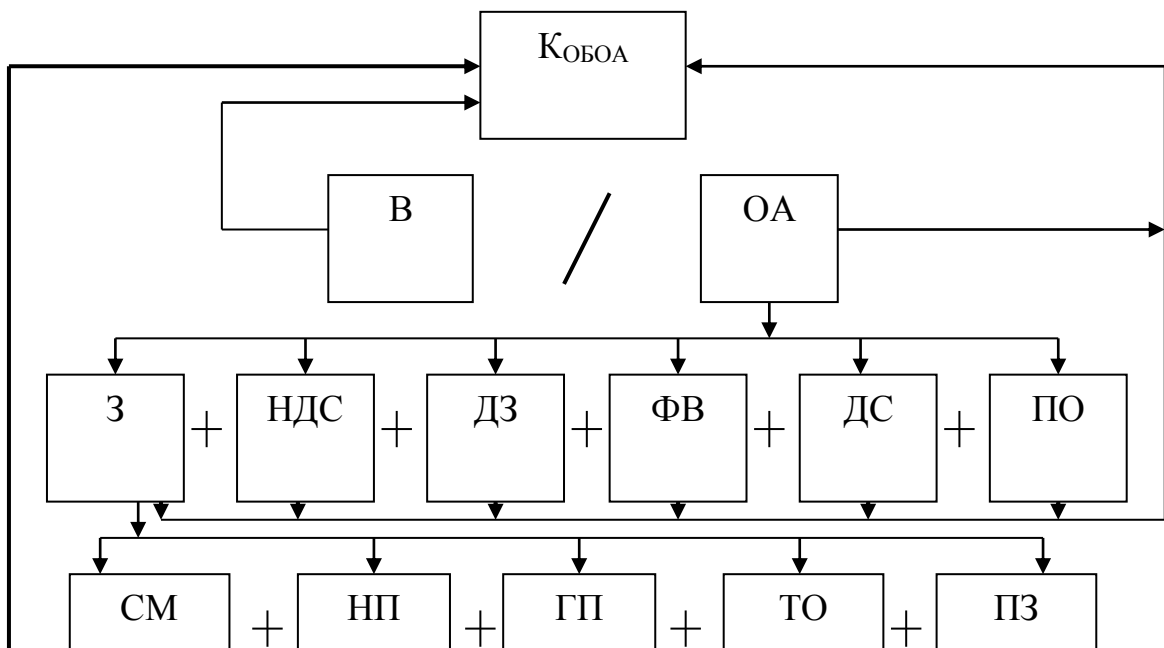 КОБОА
В / ОА
З + НДС + ДЗ + ФВ + ДС + ПО
СМ + НП + ГП + ТО + ПЗ